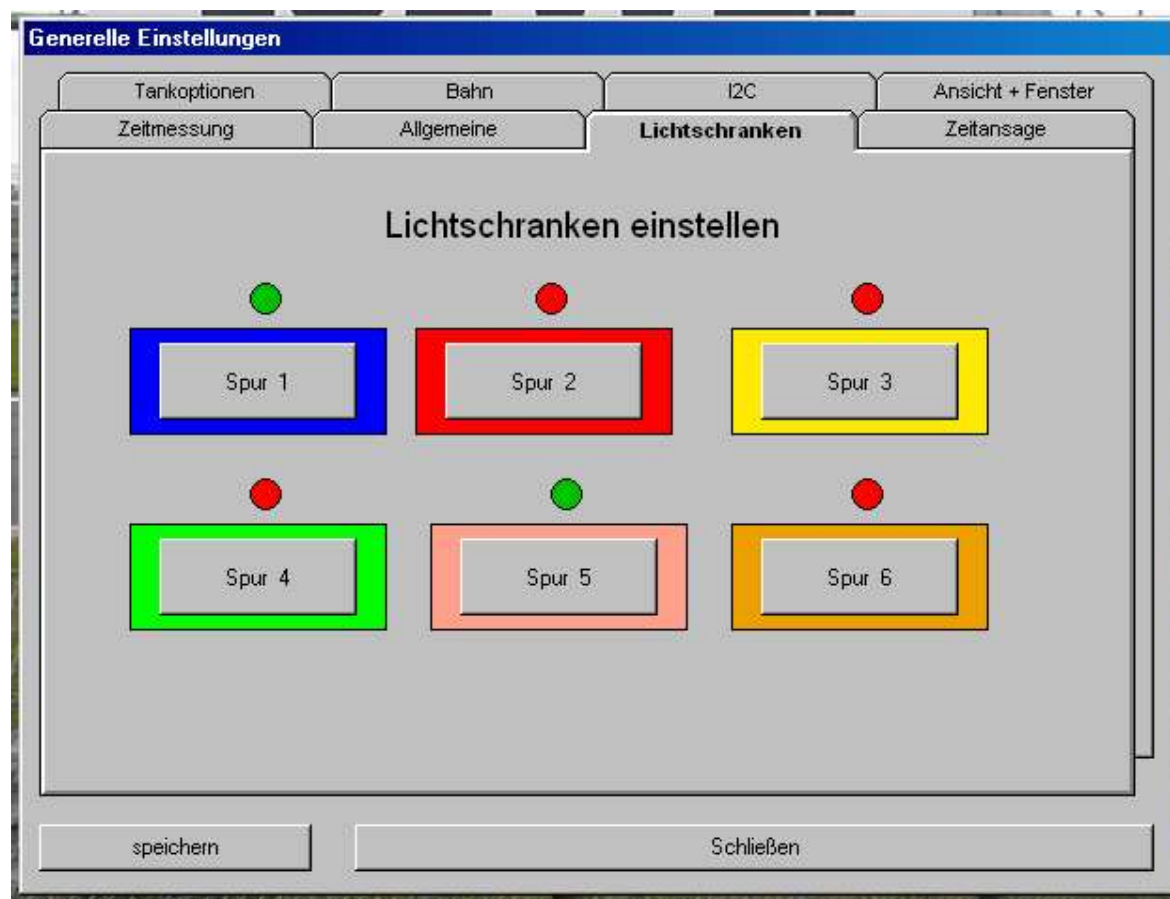 Generelle Einstellungen
Tankoptionen Bahn I2C Ansicht + Fenster
Zeitmessung Allgemeine Lichtschranken Zeitansage
Lichtschranken einstellen
Spur 1 Spur 2 Spur 3
Spur 4 Spur 5 Spur 6
speichern Schließen